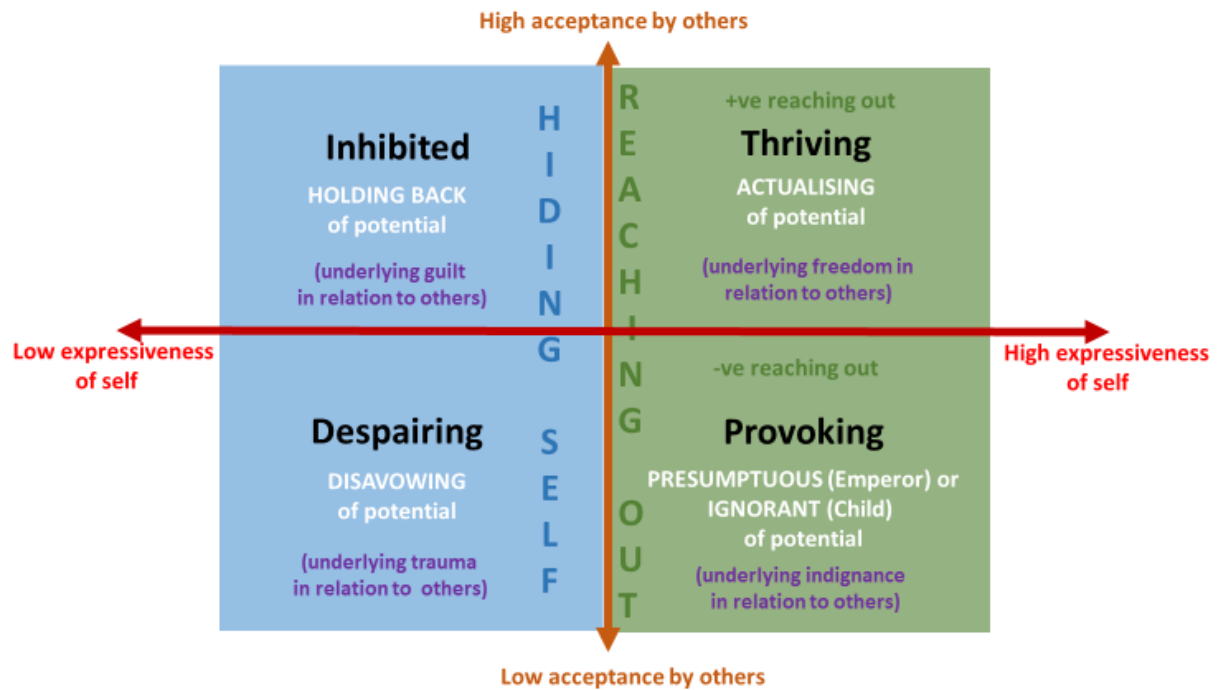 High acceptance by others
HIDING SELF
REACHING OUT
Inhibited
HOLDING BACK
of potential
(underlying guilt
in relation to others)
+ve reaching out
Thriving
ACTUALISING
of potential
(underlying freedom in
relation to others)
Low expressiveness
of self
High expressiveness
of self
Despairing
DISAVOWING
of potential
(underlying trauma
in relation to  others)
-ve reaching out
Provoking
PRESUMPTUOUS (Emperor) or
IGNORANT (Child)
of potential
(underlying indignance
in relation to others)
Low acceptance by others